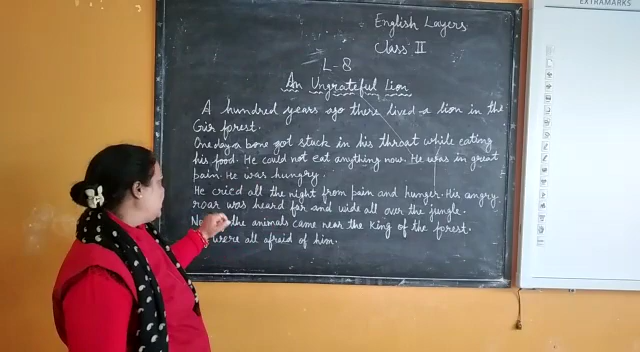 EXTRAMARKS
English Layers
Class II
L-8
An Ungrateful Lion
A hundred years ago there lived a lion in the
Gir forest.
One day a bone got stuck in his throat while eating
his food. He could not eat anything now. He was in great
pain. He was hungry.
He cried all the night from pain and hunger. His angry
roar was heard far and wide all over the jungle.
the animals came near the king of the forest.
were all afraid of him.